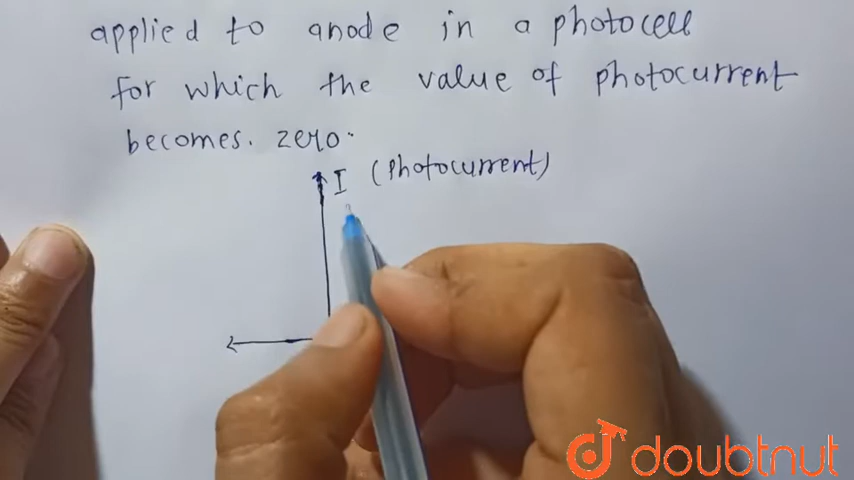 applied to anode in a photocell
for which the value of photocurrent
becomes. zero.
I (Photocurrent)
doubtnut